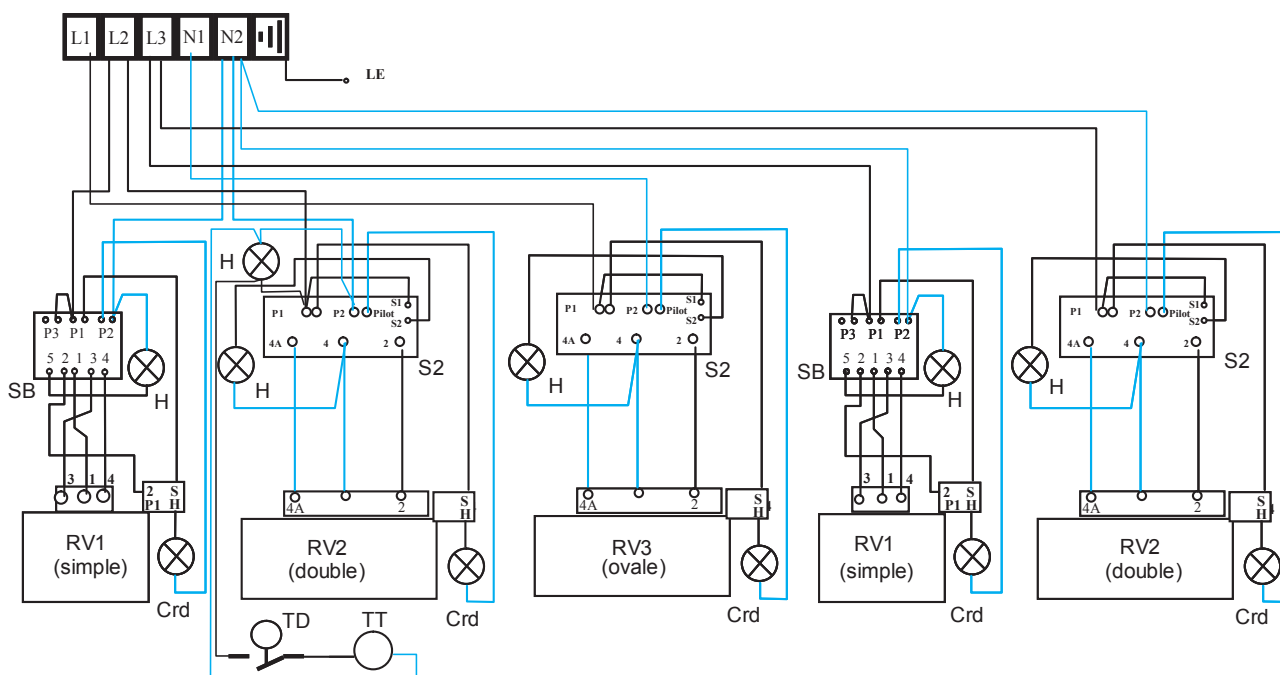 L1 L2 L3 N1 N2
LE
H
P3 P1 P2
5 2 1 3 4
SB
H
3 1 4
2 S
P1 H
RV1
(simple)
Crd
P1 P2 Pilot S1
S2
4A 4 2
S2
H
4A 2
S
H
RV2
(double)
Crd
TD TT
P1 P2 Pilot S1
S2
4A 4 2
S2
H
4A 2
S
H
RV3
(ovale)
Crd
P3 P1 P2
5 2 1 3 4
SB
H
3 1 4
2 S
P1 H
RV1
(simple)
Crd
P1 P2 Pilot S1
S2
4A 4 2
S2
H
4A 2
S
H
RV2
(double)
Crd